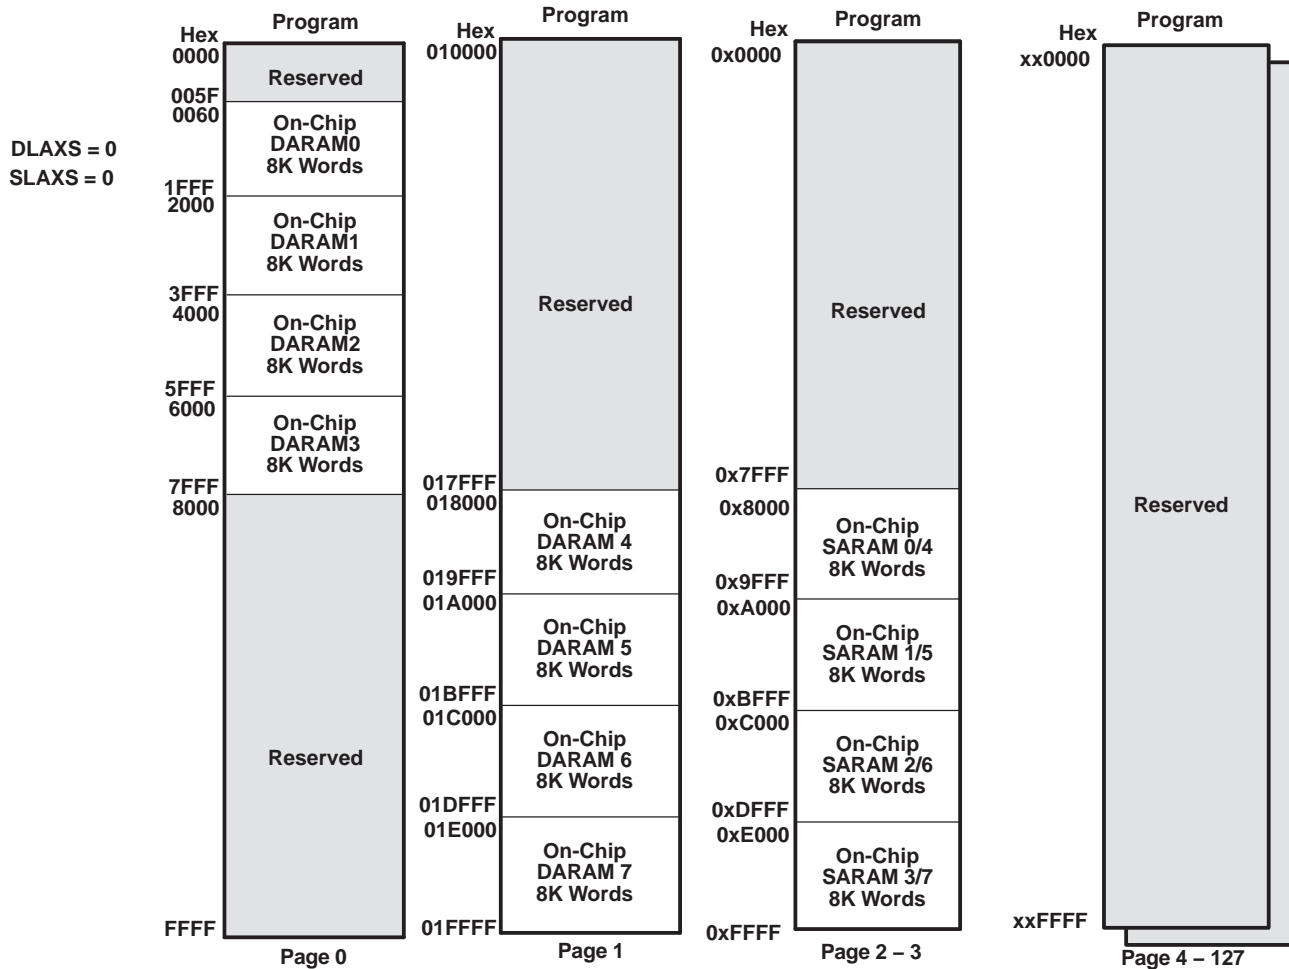 DLAXS = 0
SLAXS = 0
Hex
Program
0000
Reserved
005F
0060
On-Chip
DARAM0
8K Words
1FFF
2000
On-Chip
DARAM1
8K Words
3FFF
4000
On-Chip
DARAM2
8K Words
5FFF
6000
On-Chip
DARAM3
8K Words
7FFF
8000
Reserved
FFFF
Page 0
Hex
Program
010000
Reserved
017FFF
018000
On-Chip
DARAM 4
8K Words
019FFF
01A000
On-Chip
DARAM 5
8K Words
01BFFF
01C000
On-Chip
DARAM 6
8K Words
01DFFF
01E000
On-Chip
DARAM 7
8K Words
01FFFF
Page 1
Hex
Program
0x0000
Reserved
0x7FFF
0x8000
On-Chip
SARAM 0/4
8K Words
0x9FFF
0xA000
On-Chip
SARAM 1/5
8K Words
0xBFFF
0xC000
On-Chip
SARAM 2/6
8K Words
0xDFFF
0xE000
On-Chip
SARAM 3/7
8K Words
0xFFFF
Page 2 – 3
Hex
Program
xx0000
Reserved
xxFFFF
Page 4 – 127